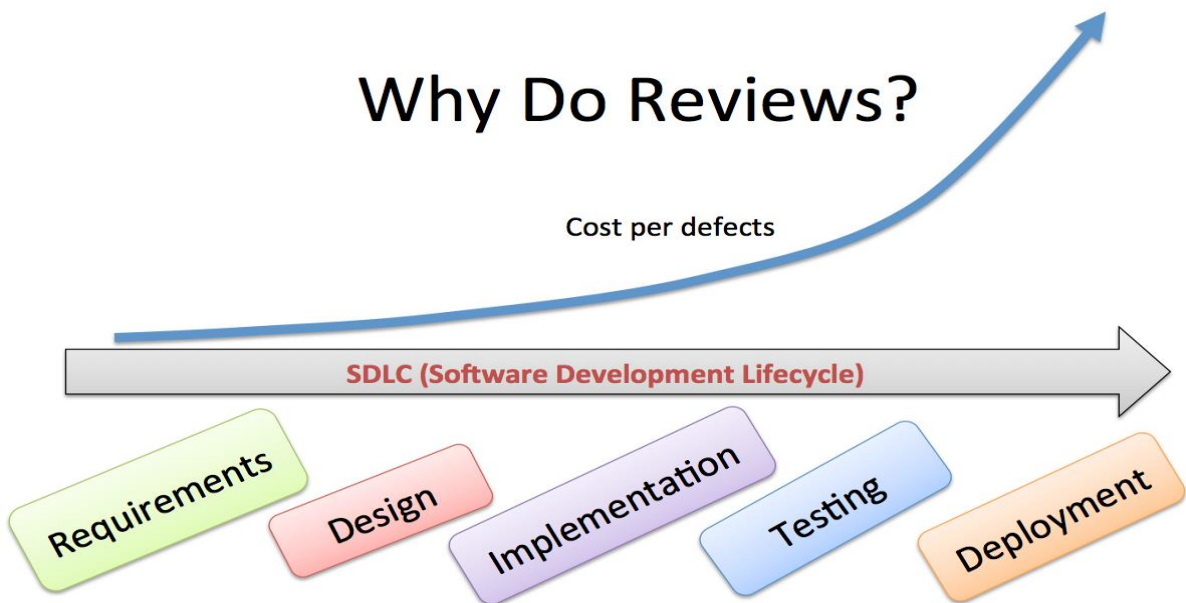 Why Do Reviews?
Cost per defects
SDLC (Software Development Lifecycle)
Requirements
Design
Implementation
Testing
Deployment